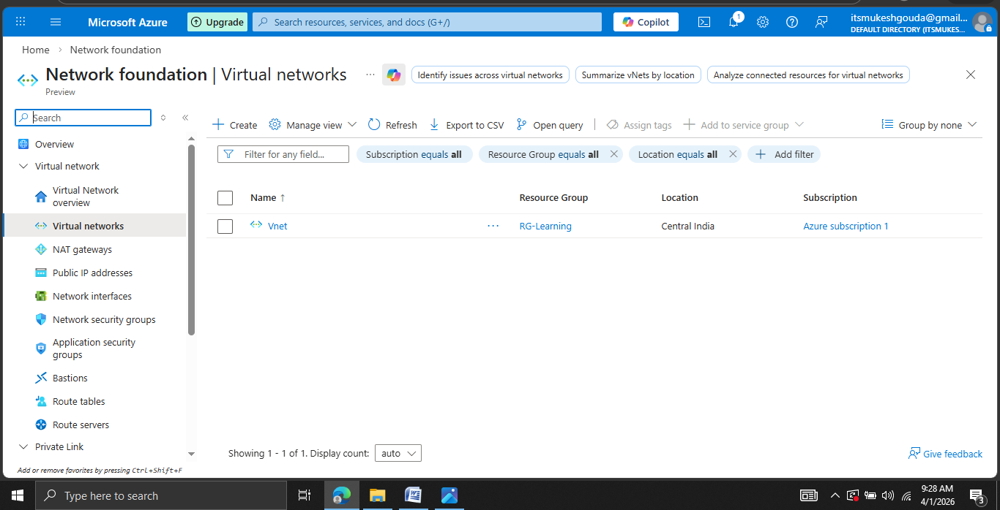 Microsoft Azure
Upgrade
Search resources, services, and docs (G+/)
Copilot
1
itsmukeshgouda@gmail...
DEFAULT DIRECTORY (ITSMUKES...
Home > Network foundation
Network foundation | Virtual networks
...
Identify issues across virtual networks
Summarize vNets by location
Analyze connected resources for virtual networks
Preview
Search
Overview
Virtual network
Virtual Network
overview
Virtual networks
NAT gateways
Public IP addresses
Network interfaces
Network security groups
Application security
groups
Bastions
Route tables
Route servers
Private Link
Add or remove favorites by pressing Ctrl+Shift+F
Create
Manage view
Refresh
Export to CSV
Open query
Assign tags
Add to service group
Group by none
Filter for any field...
Subscription equals all
Resource Group equals all
Location equals all
Add filter
Name ↑ Resource Group Location Subscription
Vnet ... RG-Learning Central India Azure subscription 1
Showing 1 - 1 of 1. Display count: auto
Give feedback
Type here to search
9:28 AM
4/1/2026
3